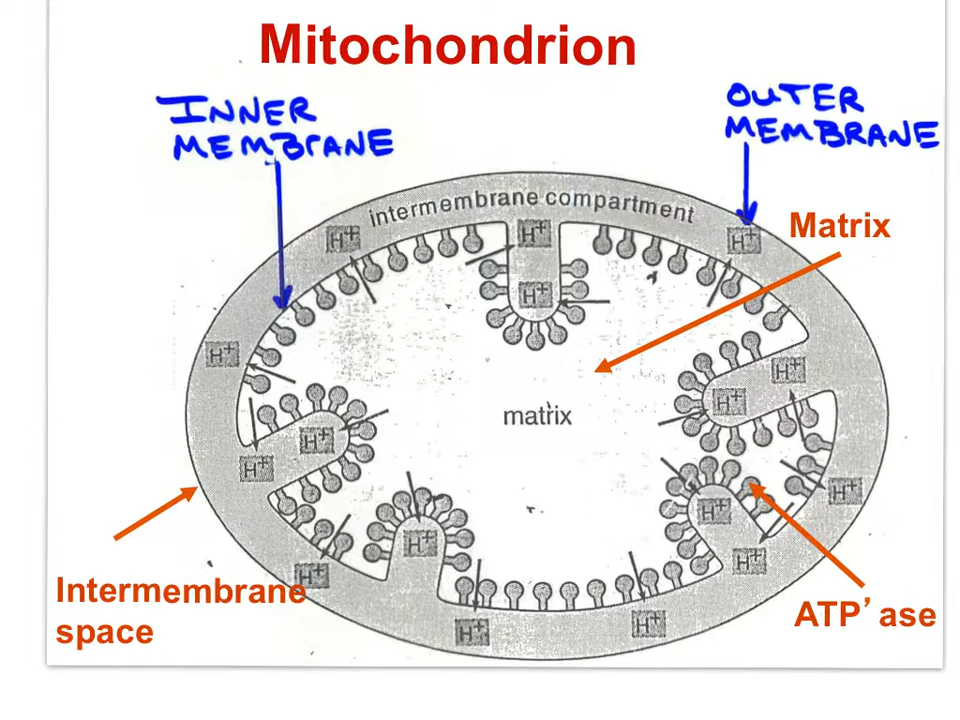 Mitochondrion
INNER
MEMBRANE
OUTER
MEMBRANE
intermembrane compartment
Matrix
H+
H+
H+
H+
H+
H+
H+
matrix
H+
H+
H+
H+
H+
H+
H+
H+
H+
Intermembrane
space
ATP’ ase